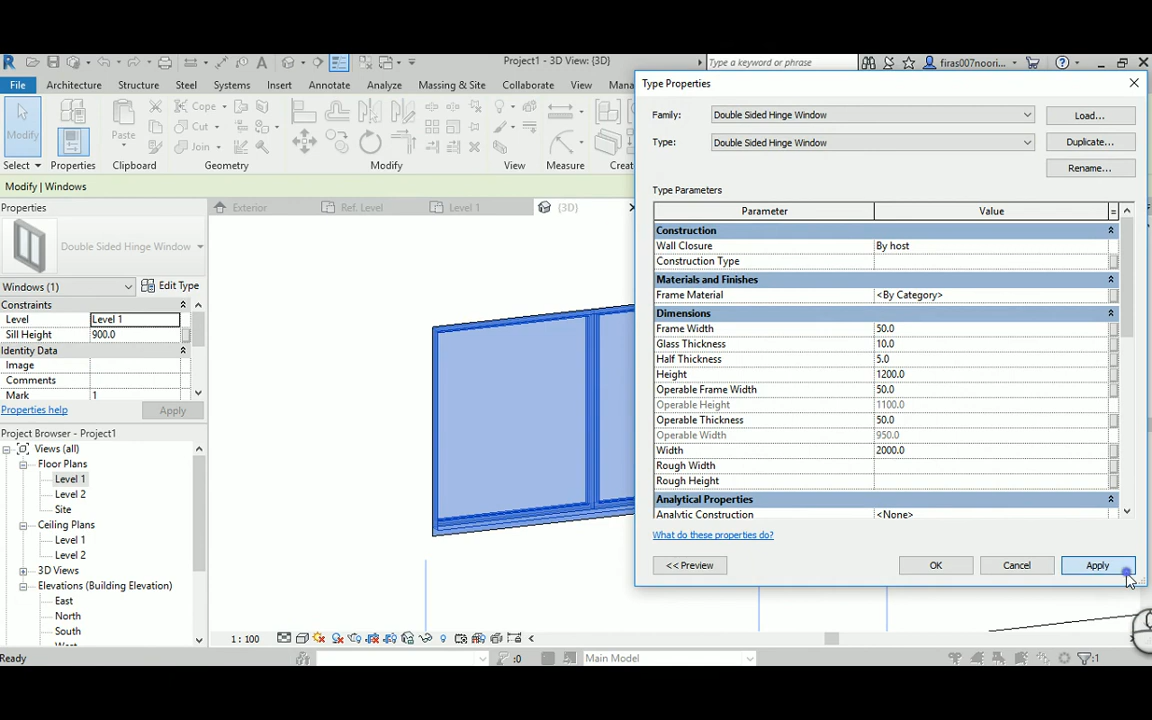 Project1 - 3D View: {3D}
Type a keyword or phrase
firas007noori...
File
Architecture
Structure
Steel
Systems
Insert
Annotate
Analyze
Massing & Site
Collaborate
View
Modify
Paste
Cope
Cut
Join
Select
Properties
Clipboard
Geometry
Modify
View
Measure
Modify | Windows
Exterior
Ref. Level
Level 1
{3D}
Properties
Double Sided Hinge Window
Windows (1)
Edit Type
Constraints
Level Level 1
Sill Height 900.0
Identity Data
Image
Comments
Mark 1
Properties help
Apply
Project Browser - Project1
Views (all)
Floor Plans
Level 1
Level 2
Site
Ceiling Plans
Level 1
Level 2
3D Views
Elevations (Building Elevation)
East
North
South
1 : 100
Ready
:0
Main Model
:1
Type Properties
Family: Double Sided Hinge Window Load...
Type: Double Sided Hinge Window Duplicate...
Rename...
Type Parameters
Parameter Value =
Construction
Wall Closure By host
Construction Type
Materials and Finishes
Frame Material <By Category>
Dimensions
Frame Width 50.0
Glass Thickness 10.0
Half Thickness 5.0
Height 1200.0
Operable Frame Width 50.0
Operable Height 1100.0
Operable Thickness 50.0
Operable Width 950.0
Width 2000.0
Rough Width
Rough Height
Analytical Properties
Analytic Construction <None>
What do these properties do?
<< Preview OK Cancel Apply